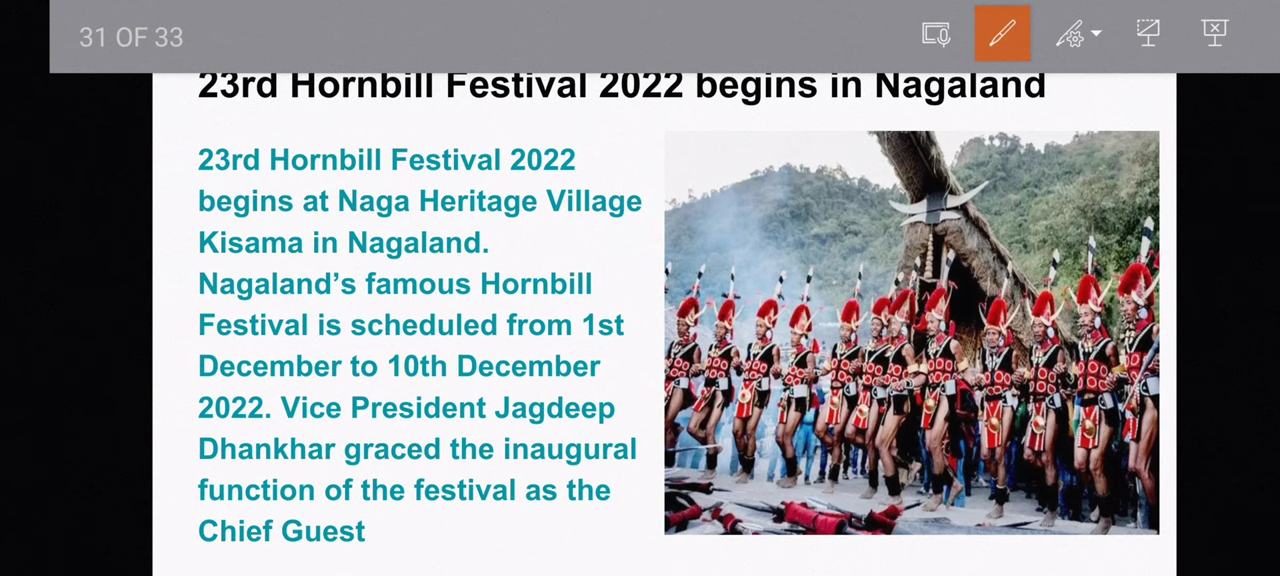 31 OF 33
23rd Hornbill Festival 2022 begins in Nagaland
23rd Hornbill Festival 2022
begins at Naga Heritage Village
Kisama in Nagaland.
Nagaland’s famous Hornbill
Festival is scheduled from 1st
December to 10th December
2022. Vice President Jagdeep
Dhankhar graced the inaugural
function of the festival as the
Chief Guest